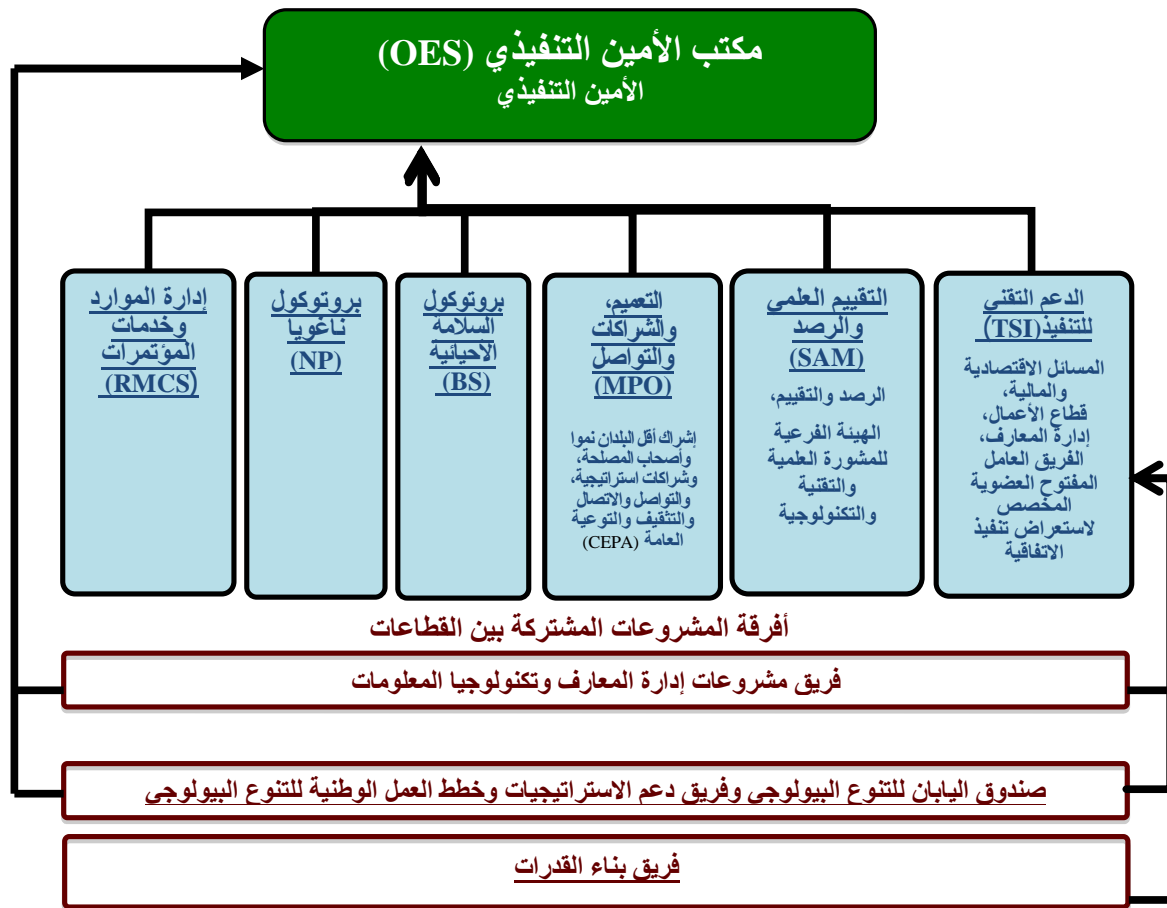 مكتب الأمين التنفيذي (OES)
الأمين التنفيذي
الدعم التقني
للتنفيذ(TSI)
المسائل الاقتصادية
والمالية،
قطاع الأعمال،
إدارة المعارف،
الفريق العامل
المفتوح العضوية
المخصص
لاستعراض تنفيذ
الاتفاقية
التقييم العلمي
والرصد
(SAM)
الرصد والتقييم،
الهيئة الفرعية
للمشورة العلمية
والتقنية
والتكنولوجية
التعميم،
والشراكات
والتواصل
(MPO)
إشراك أقل البلدان نموا
وأصحاب المصلحة،
وشراكات استراتيجية،
والتواصل والاتصال
والتثقيف والتوعية
العامة (CEPA)
بروتوكول
السلامة
الأحيائية
(BS)
بروتوكول
ناغويا
(NP)
إدارة الموارد
وخدمات
المؤتمرات
(RMCS)
أفرقة المشروعات المشتركة بين القطاعات
فريق مشروعات إدارة المعارف وتكنولوجيا المعلومات
صندوق اليابان للتنوع البيولوجي وفريق دعم الاستراتيجيات وخطط العمل الوطنية للتنوع البيولوجي
فريق بناء القدرات